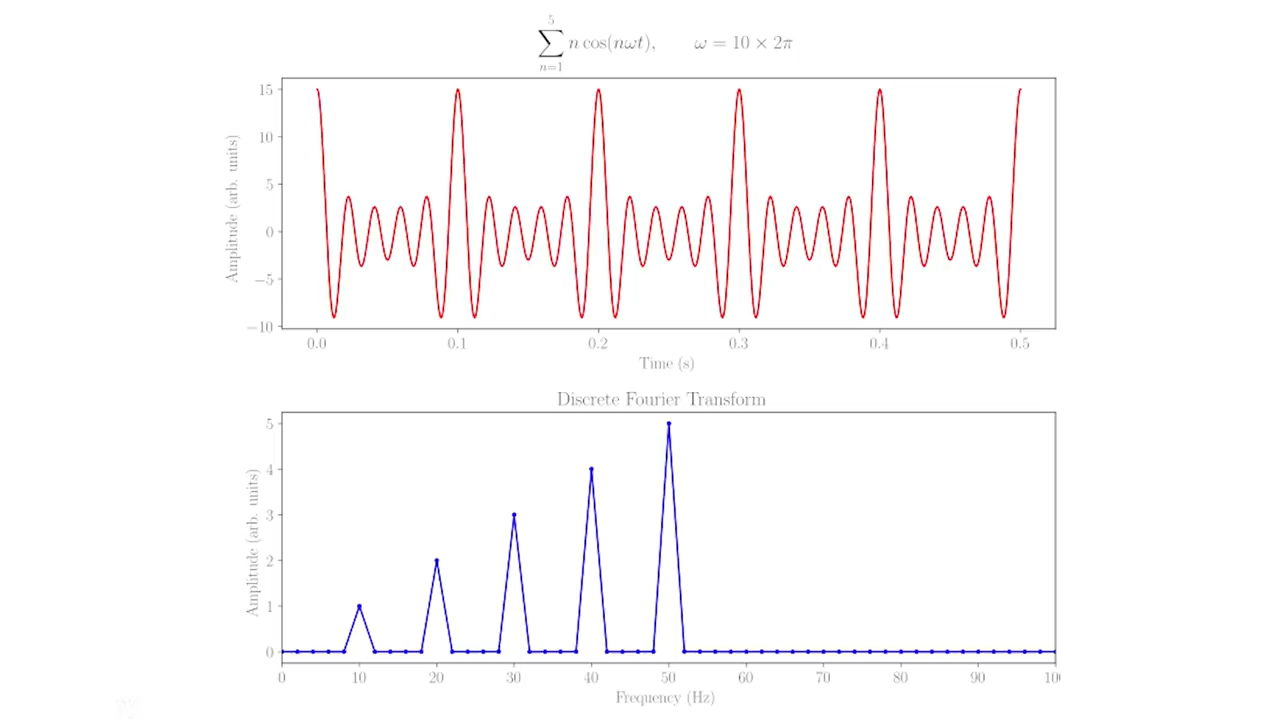 5
∑ n cos(nωt), ω = 10 × 2π
n=1
15
10
5
0
−5
−10
Amplitude (arb. units)
0.0 0.1 0.2 0.3 0.4 0.5
Time (s)
Discrete Fourier Transform
5
4
3
2
1
0
Amplitude (arb. units)
0 10 20 30 40 50 60 70 80 90 10
Frequency (Hz)